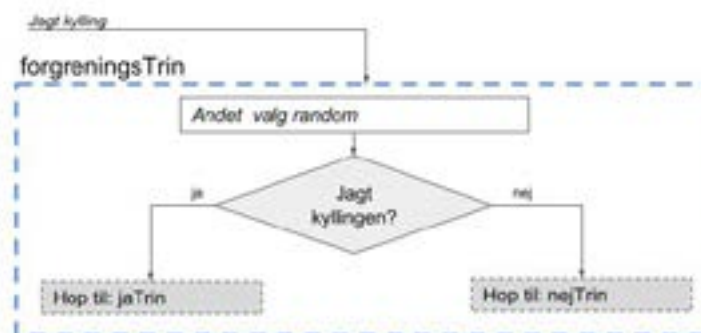 Jagt kylling
forgreningsTrin
Andet valg random
Jagt
kyllingen?
ja
nej
Hop til: jaTrin
Hop til: nejTrin